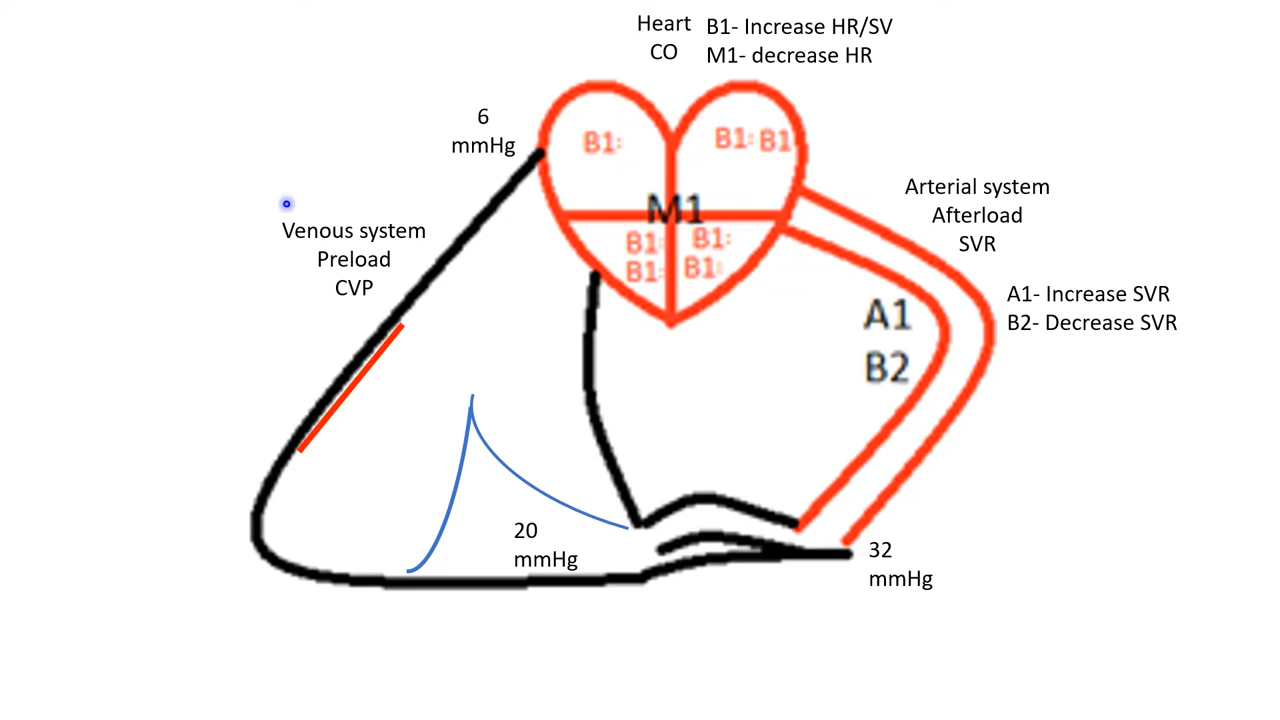 Heart
CO
B1- Increase HR/SV
M1- decrease HR
6
mmHg
B1:
B1: B1
M1
B1: B1:
B1: B1:
Venous system
Preload
CVP
Arterial system
Afterload
SVR
A1- Increase SVR
B2- Decrease SVR
A1
B2
20
mmHg
32
mmHg